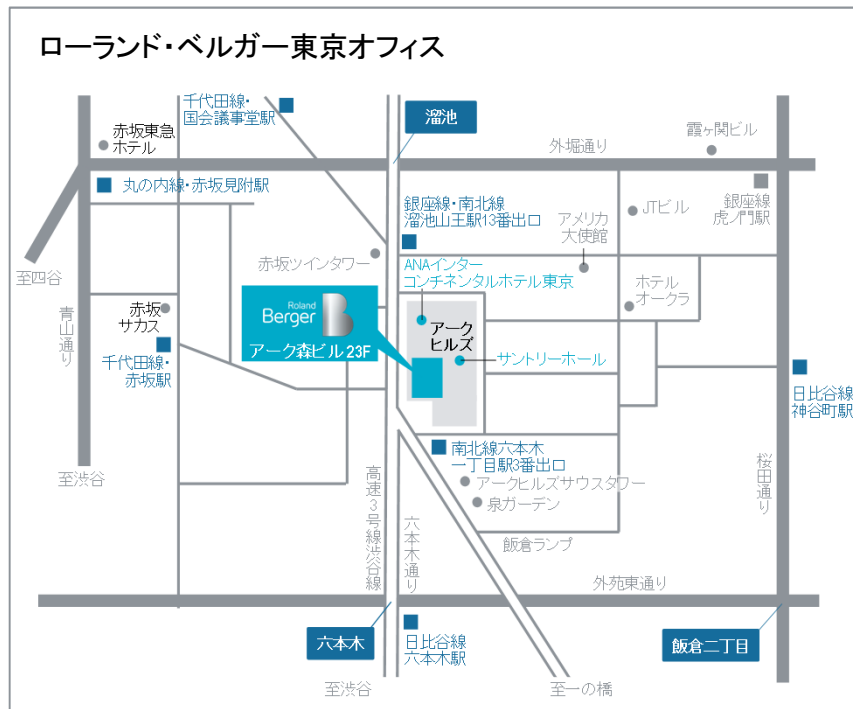 ローランド・ベルガー東京オフィス
千代田線・
国会議事堂駅
溜池
赤坂東急
ホテル
外堀通り
霞ヶ関ビル
丸の内線・赤坂見附駅
銀座線・南北線
溜池山王駅13番出口
アメリカ
大使館
JTビル
銀座線
虎ノ門駅
赤坂ツインタワー
ANAインター
コンチネンタルホテル東京
至四谷
青山通り
赤坂
サカス
Roland
Berger
B
アーク森ビル 23F
アーク
ヒルズ
ホテル
オークラ
サントリーホール
千代田線・
赤坂駅
日比谷線
神谷町駅
南北線六本木
一丁目駅3番出口
アークヒルズサウスタワー
泉ガーデン
至渋谷
高速3号線渋谷線
六本木通り
飯倉ランプ
桜田通り
外苑東通り
六本木
日比谷線
六本木駅
飯倉二丁目
至渋谷
至一の橋